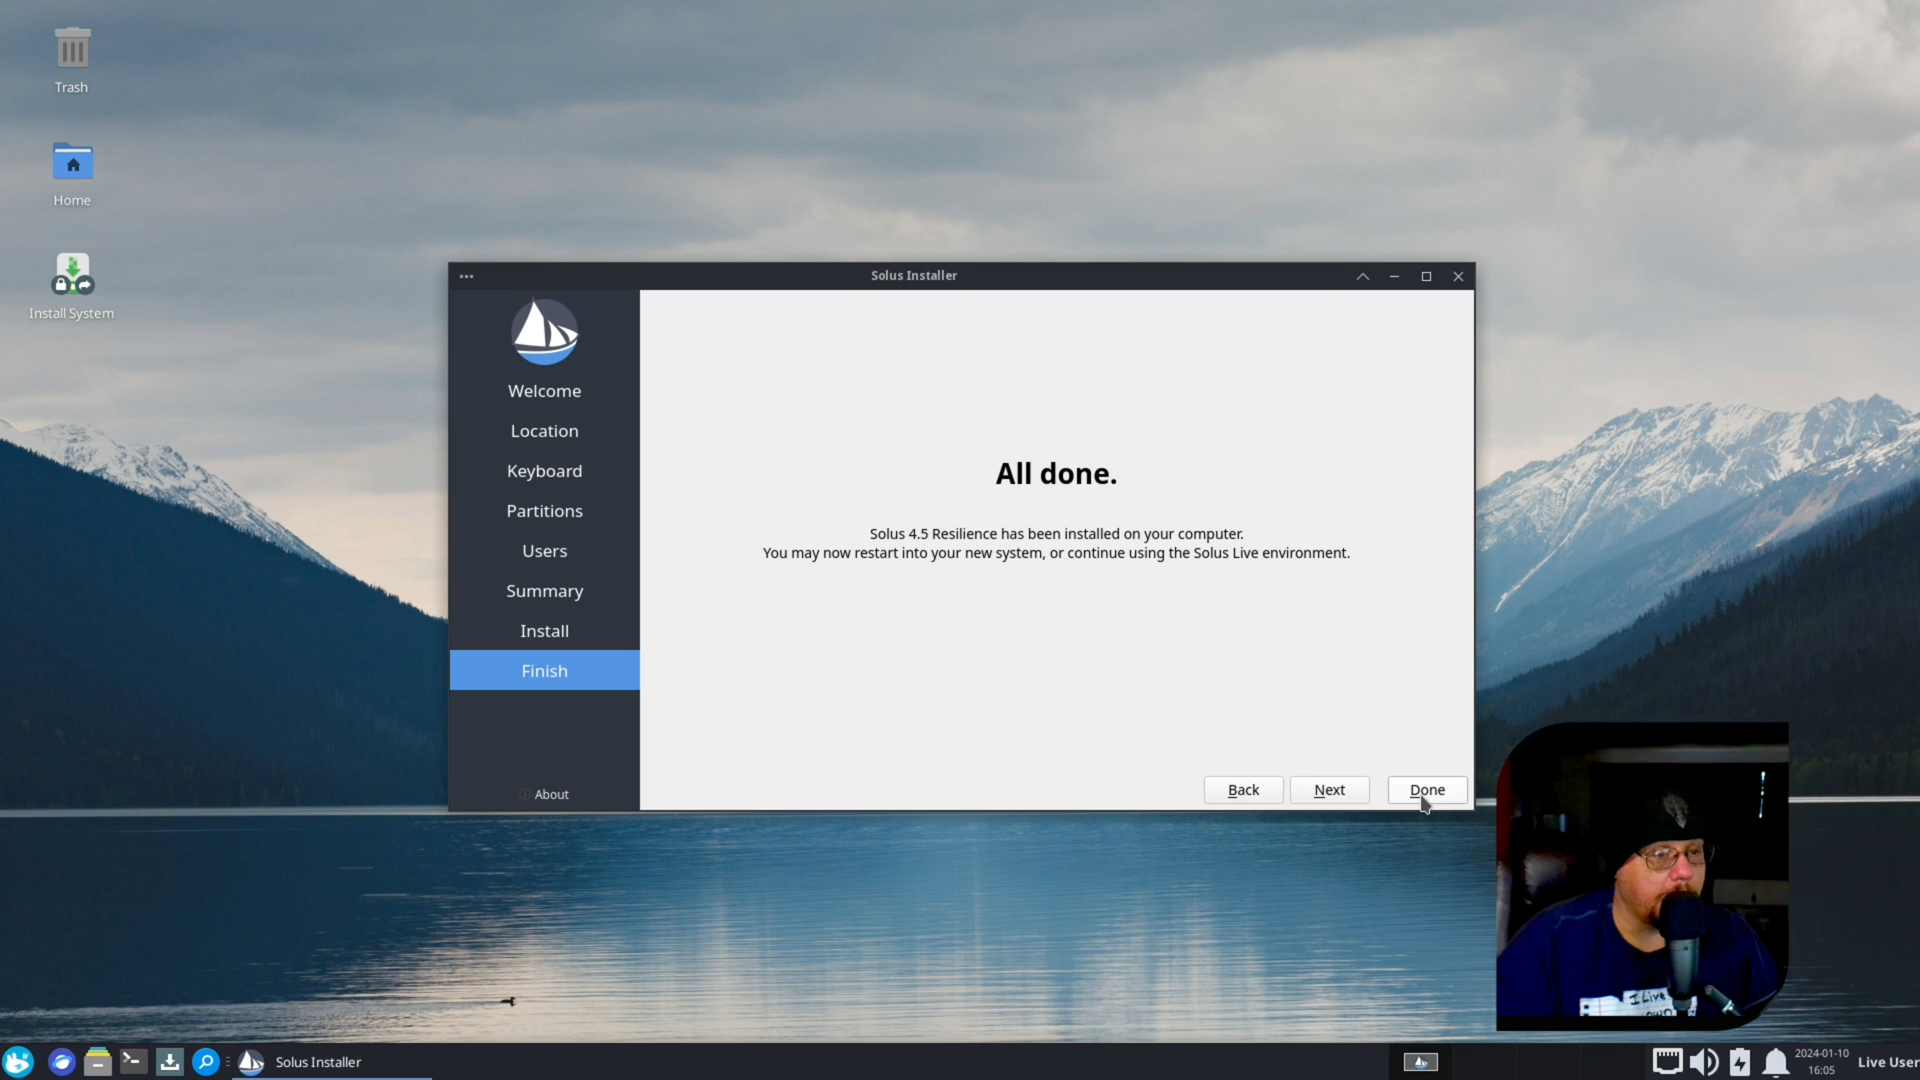 Trash
Home
Install System
Solus Installer
Welcome
Location
Keyboard
Partitions
Users
Summary
Install
Finish
About
All done.
Solus 4.5 Resilience has been installed on your computer.
You may now restart into your new system, or continue using the Solus Live environment.
Back
Next
Done
I Live
Solus Installer
2024-01-10
16:05
Live User